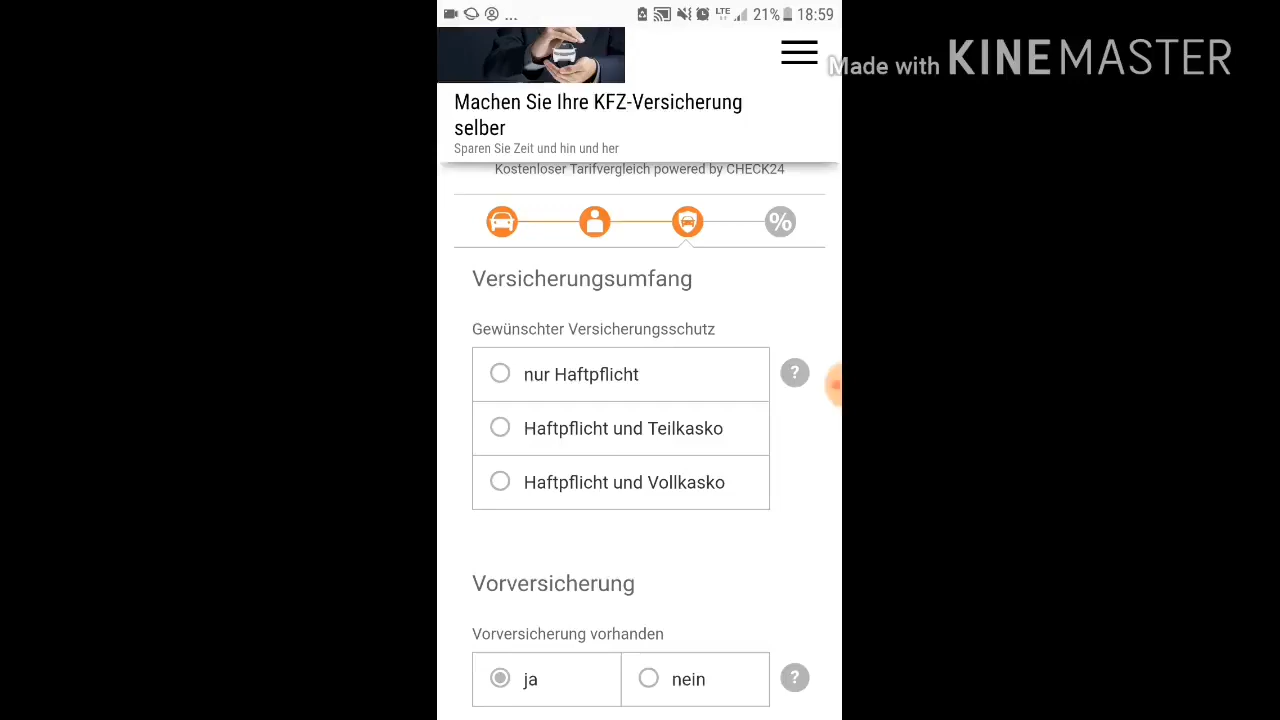 ... LTE 21% 18:59
Made with KINEMASTER
Machen Sie Ihre KFZ-Versicherung
selber
Sparen Sie Zeit und hin und her
Kostenloser Tarifvergleich powered by CHECK24
%
Versicherungsumfang
Gewünschter Versicherungsschutz
nur Haftpflicht ?
Haftpflicht und Teilkasko
Haftpflicht und Vollkasko
Vorversicherung
Vorversicherung vorhanden
ja nein ?